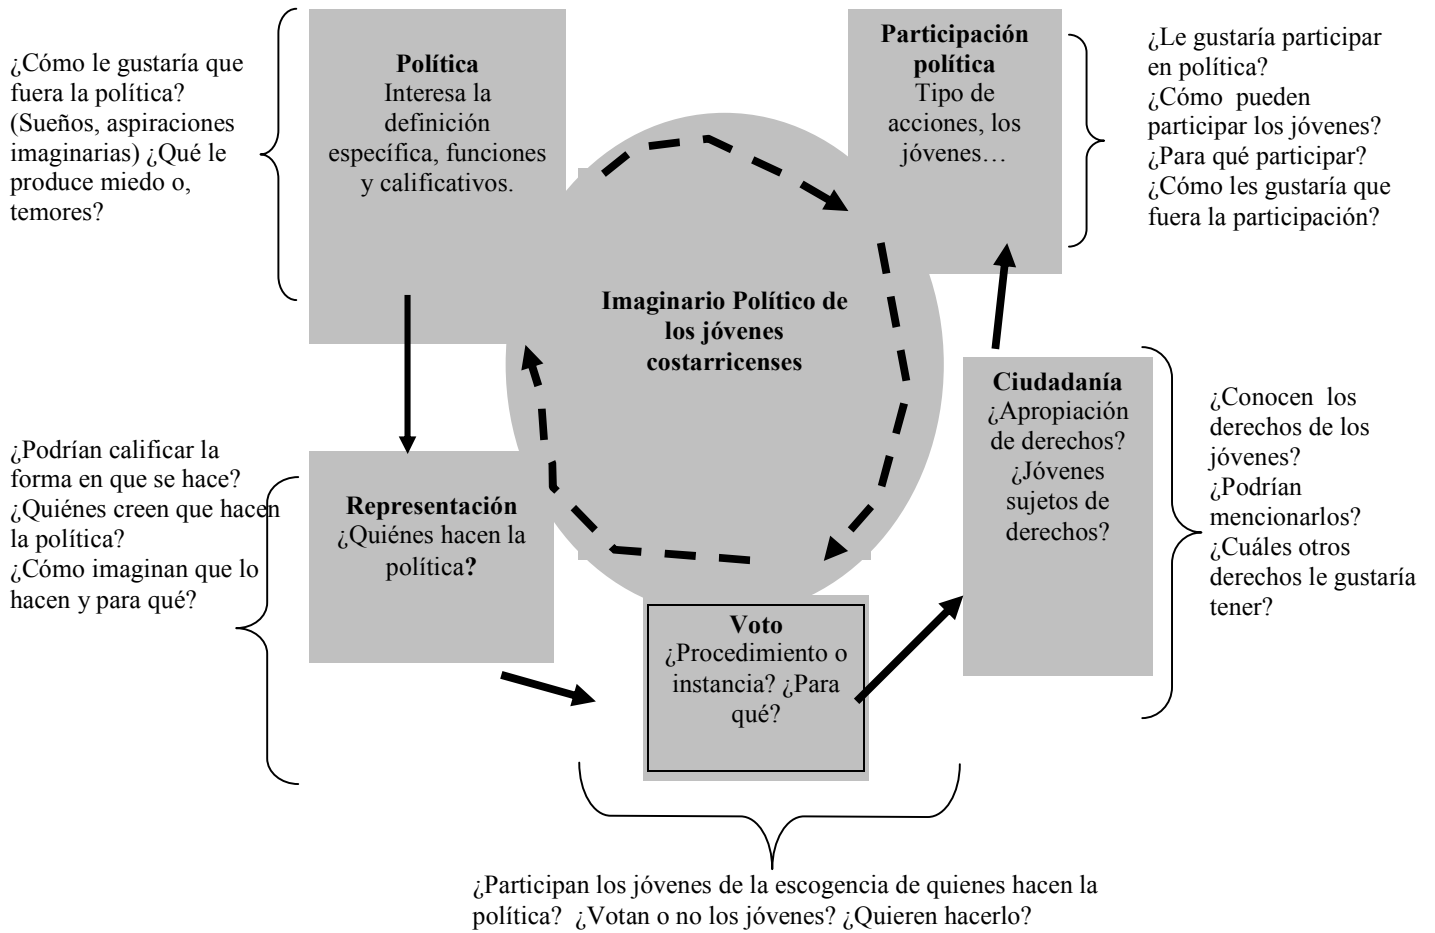 ¿Cómo le gustaría que
fuera la política?
(Sueños, aspiraciones
imaginarias) ¿Qué le
produce miedo o,
temores?
Política
Interesa la
definición
específica, funciones
y calificativos.
Participación
política
Tipo de
acciones, los
jóvenes…
¿Le gustaría participar
en política?
¿Cómo pueden
participar los jóvenes?
¿Para qué participar?
¿Cómo les gustaría que
fuera la participación?
Imaginario Político de
los jóvenes
costarricenses
¿Podrían calificar la
forma en que se hace?
¿Quiénes creen que hacen
la política?
¿Cómo imaginan que lo
hacen y para qué?
Representación
¿Quiénes hacen la
política?
Voto
¿Procedimiento o
instancia? ¿Para
qué?
Ciudadanía
¿Apropiación
de derechos?
¿Jóvenes
sujetos de
derechos?
¿Conocen los
derechos de los
jóvenes?
¿Podrían
mencionarlos?
¿Cuáles otros
derechos le gustaría
tener?
¿Participan los jóvenes de la escogencia de quienes hacen la
política? ¿Votan o no los jóvenes? ¿Quieren hacerlo?